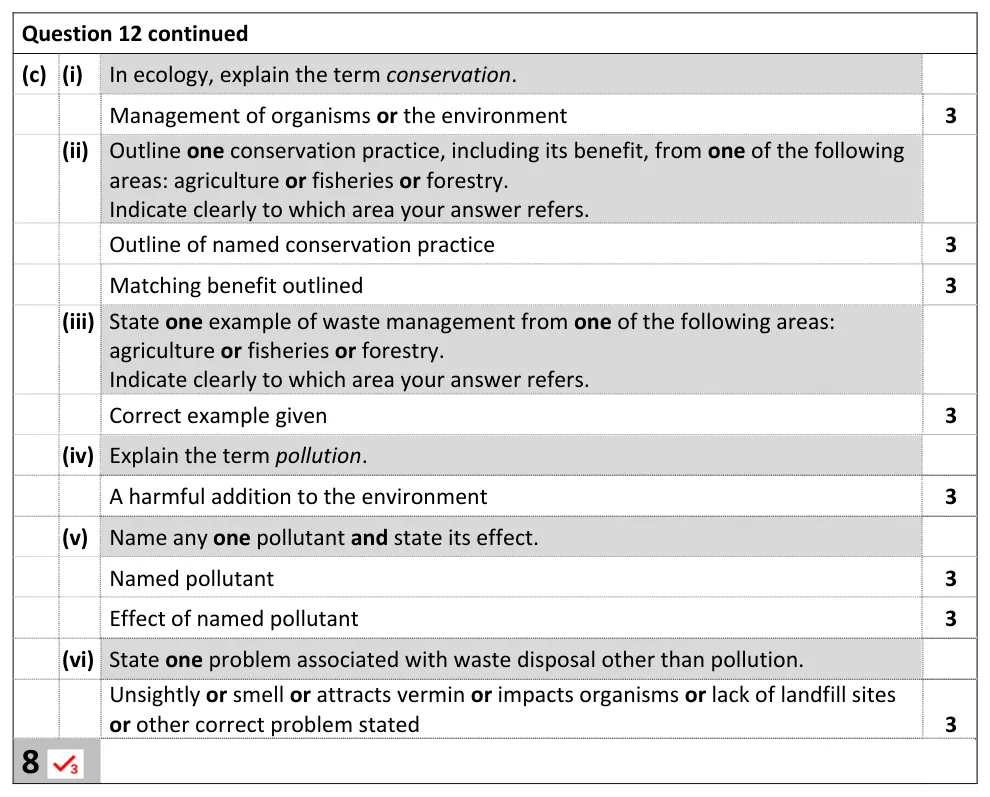 Question 12 continued
(c) (i) In ecology, explain the term conservation.
Management of organisms or the environment 3
(ii) Outline one conservation practice, including its benefit, from one of the following
areas: agriculture or fisheries or forestry.
Indicate clearly to which area your answer refers.
Outline of named conservation practice 3
Matching benefit outlined 3
(iii) State one example of waste management from one of the following areas:
agriculture or fisheries or forestry.
Indicate clearly to which area your answer refers.
Correct example given 3
(iv) Explain the term pollution.
A harmful addition to the environment 3
(v) Name any one pollutant and state its effect.
Named pollutant 3
Effect of named pollutant 3
(vi) State one problem associated with waste disposal other than pollution.
Unsightly or smell or attracts vermin or impacts organisms or lack of landfill sites
or other correct problem stated 3
8 ✓3